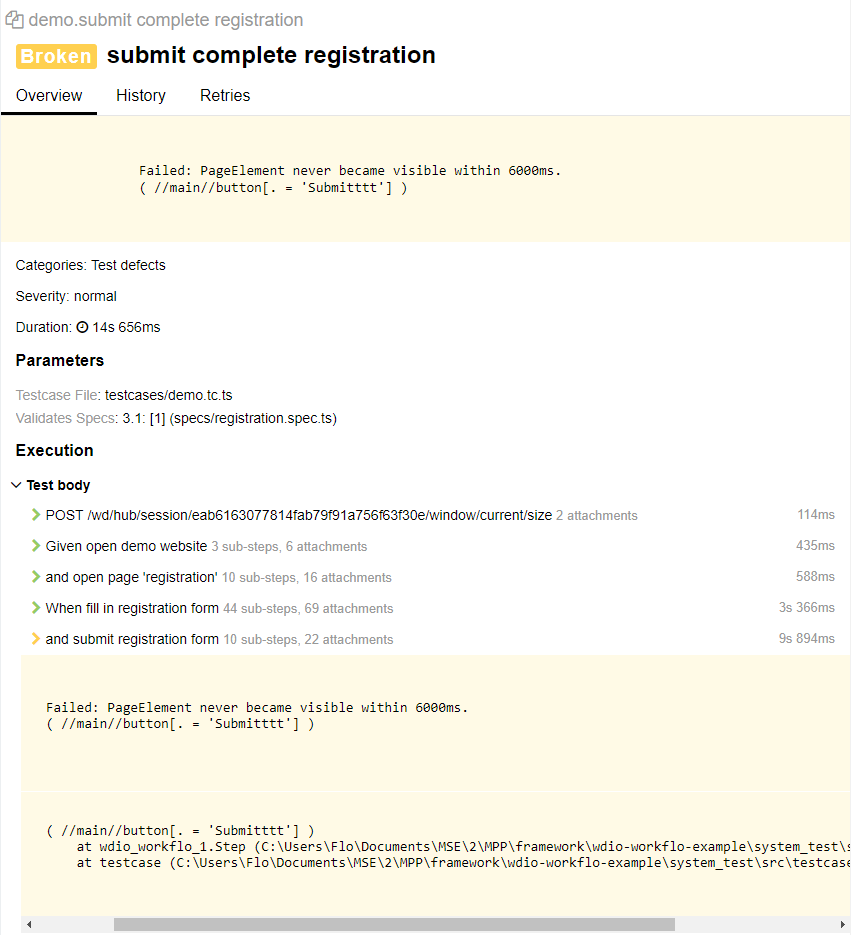 demo.submit complete registration
Broken submit complete registration
Overview History Retries
Failed: PageElement never became visible within 6000ms.
( //main//button[. = 'Submitttt'] )
Categories: Test defects
Severity: normal
Duration: 14s 656ms
Parameters
Testcase File: testcases/demo.tc.ts
Validates Specs: 3.1: [1] (specs/registration.spec.ts)
Execution
Test body
POST /wd/hub/session/eab6163077814fab79f91a756f63f30e/window/current/size 2 attachments 114ms
Given open demo website 3 sub-steps, 6 attachments 435ms
and open page 'registration' 10 sub-steps, 16 attachments 588ms
When fill in registration form 44 sub-steps, 69 attachments 3s 366ms
and submit registration form 10 sub-steps, 22 attachments 9s 894ms
Failed: PageElement never became visible within 6000ms.
( //main//button[. = 'Submitttt'] )
( //main//button[. = 'Submitttt'] )
at wdio_workflo_1.Step (C:\Users\Flo\Documents\MSE\2\MPP\framework\wdio-workflo-example\system_test\s
at testcase (C:\Users\Flo\Documents\MSE\2\MPP\framework\wdio-workflo-example\system_test\src\testcase